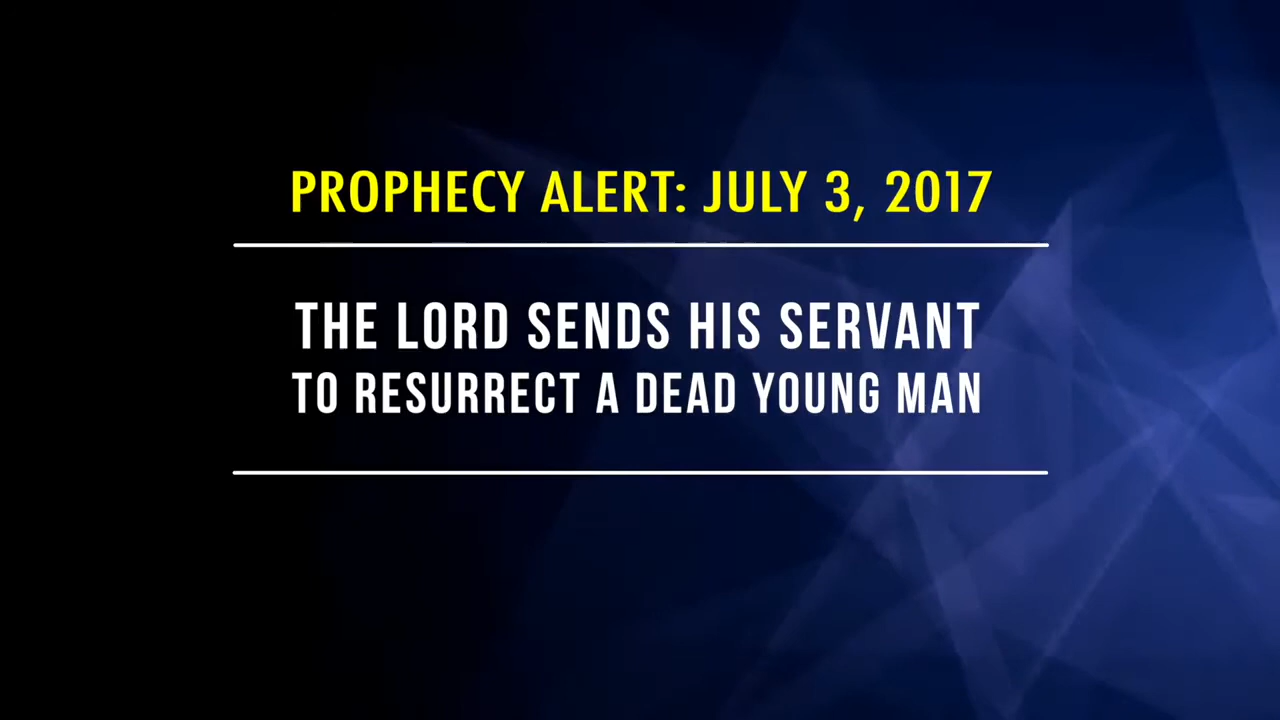 PROPHECY ALERT: JULY 3, 2017
THE LORD SENDS HIS SERVANT
TO RESURRECT A DEAD YOUNG MAN